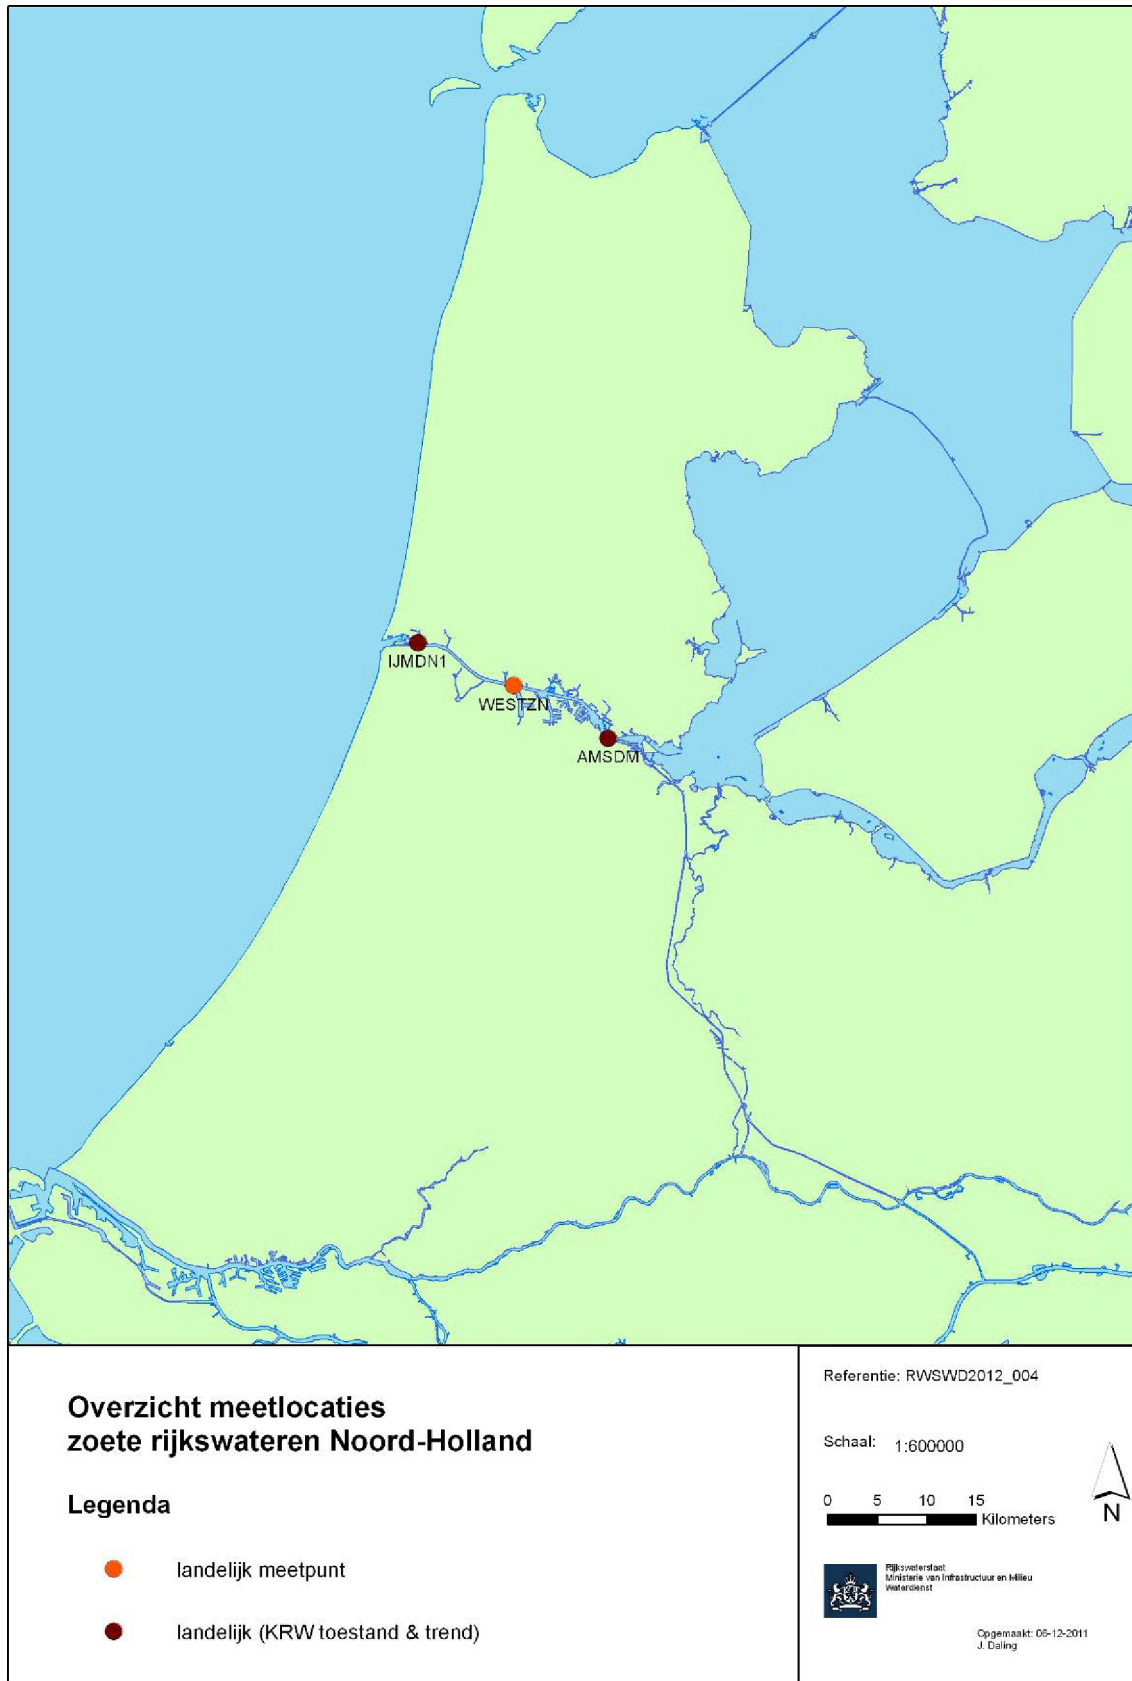 IJMDN1
WESTZN
AMSDM
Overzicht meetlocaties
zoete rijkswateren Noord-Holland
Legenda
landelijk meetpunt
landelijk (KRW toestand & trend)
Referentie: RWSWD2012_004
Schaal: 1:600000
0 5 10 15
Kilometers
N
Rijkswaterstaat
Ministerie van Infrastructuur en Milieu
Waterdienst
Opgemaakt: 06-12-2011
J. Daling